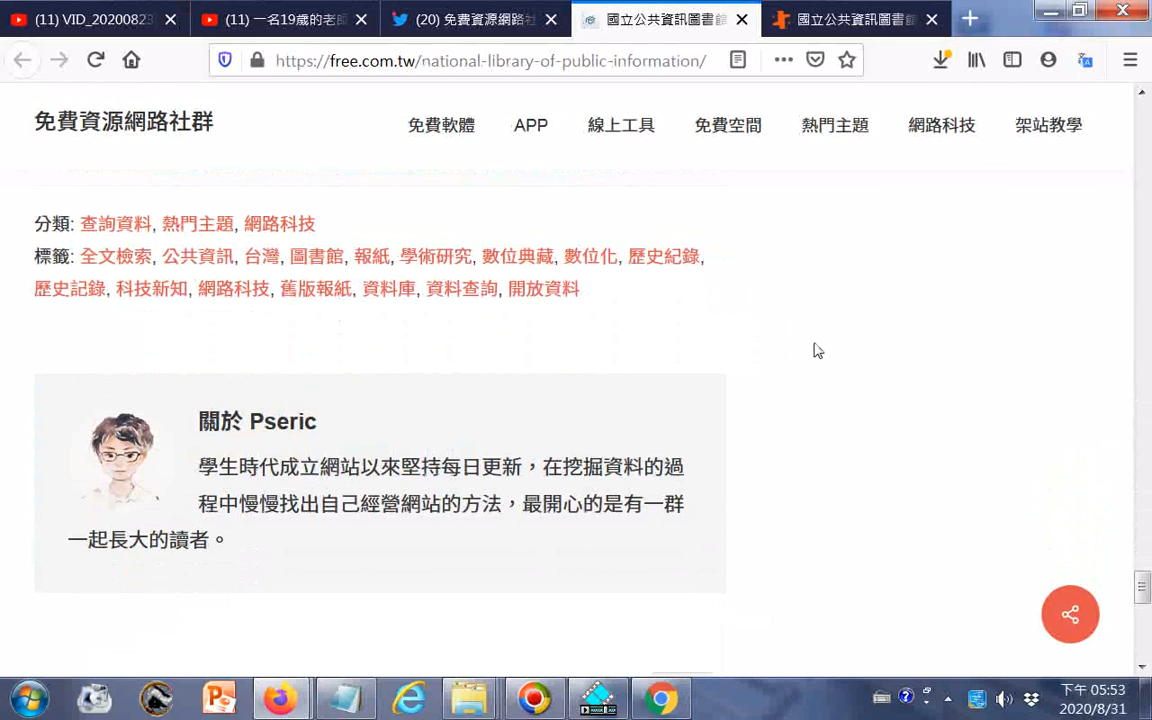 (11) VID_2020082
(11) 一名19歲的老師
(20) 免費資源網路社
國立公共資訊圖書館
國立公共資訊圖書館
https://free.com.tw/national-library-of-public-information/
免費資源網路社群
免費軟體 APP 線上工具 免費空間 熱門主題 網路科技 架站教學
分類: 查詢資料, 熱門主題, 網路科技
標籤: 全文檢索, 公共資訊, 台灣, 圖書館, 報紙, 學術研究, 數位典藏, 數位化, 歷史紀錄,
歷史記錄, 科技新知, 網路科技, 舊版報紙, 資料庫, 資料查詢, 開放資料
關於 Pseric
學生時代成立網站以來堅持每日更新，在挖掘資料的過
程中慢慢找出自己經營網站的方法，最開心的是有一群
一起長大的讀者。
下午 05:53
2020/8/31